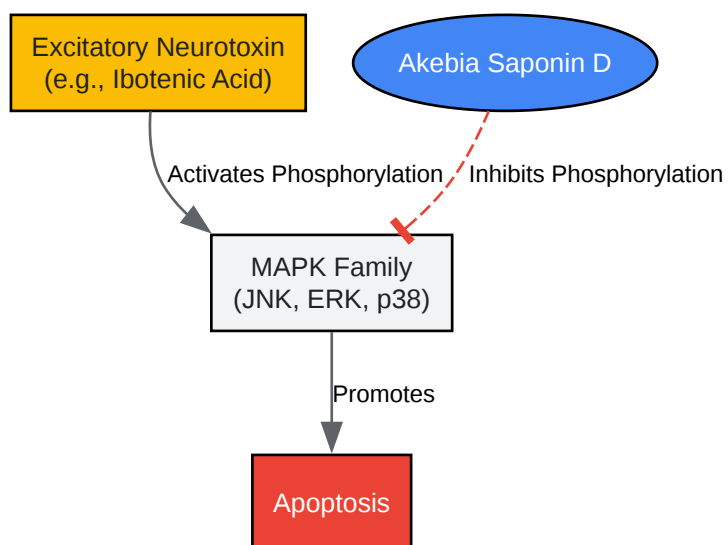 Excitatory Neurotoxin
(e.g., Ibotenic Acid)
Akebia Saponin D
Activates Phosphorylation
Inhibits Phosphorylation
MAPK Family
(JNK, ERK, p38)
Promotes
Apoptosis